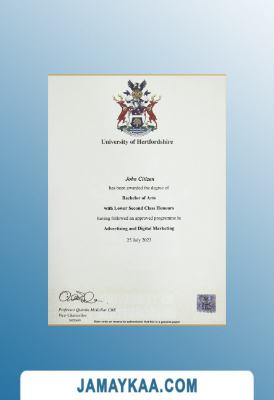 University of Hertfordshire
John Citizen
has been awarded the degree of
Bachelor of Arts
with Lower Second Class Honours
having followed an approved programme in
Advertising and Digital Marketing
25 July 2023
Professor Quintin McKellar CBE
Vice-Chancellor
JAMAYKAA.COM